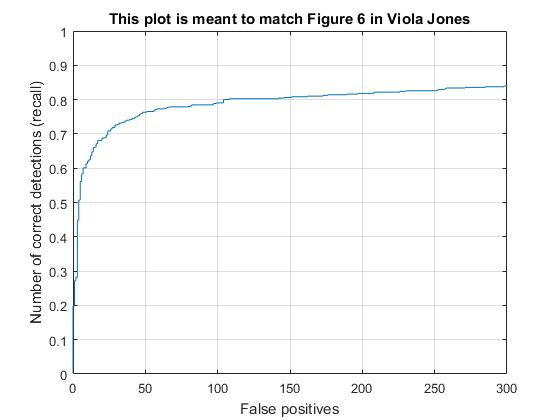 This plot is meant to match Figure 6 in Viola Jones
1
0.9
0.8
0.7
0.6
0.5
0.4
0.3
0.2
0.1
0
Number of correct detections (recall)
0 50 100 150 200 250 300
False positives